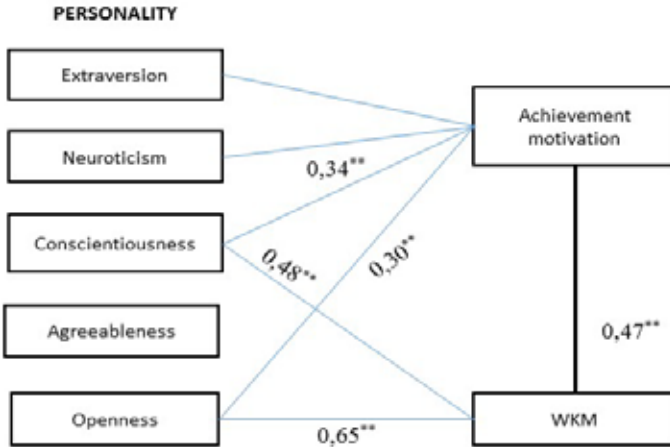 PERSONALITY
Extraversion
Neuroticism
Conscientiousness
Agreeableness
Openness
Achievement
motivation
WKM
0,34**
0,48**
0,30**
0,47**
0,65**